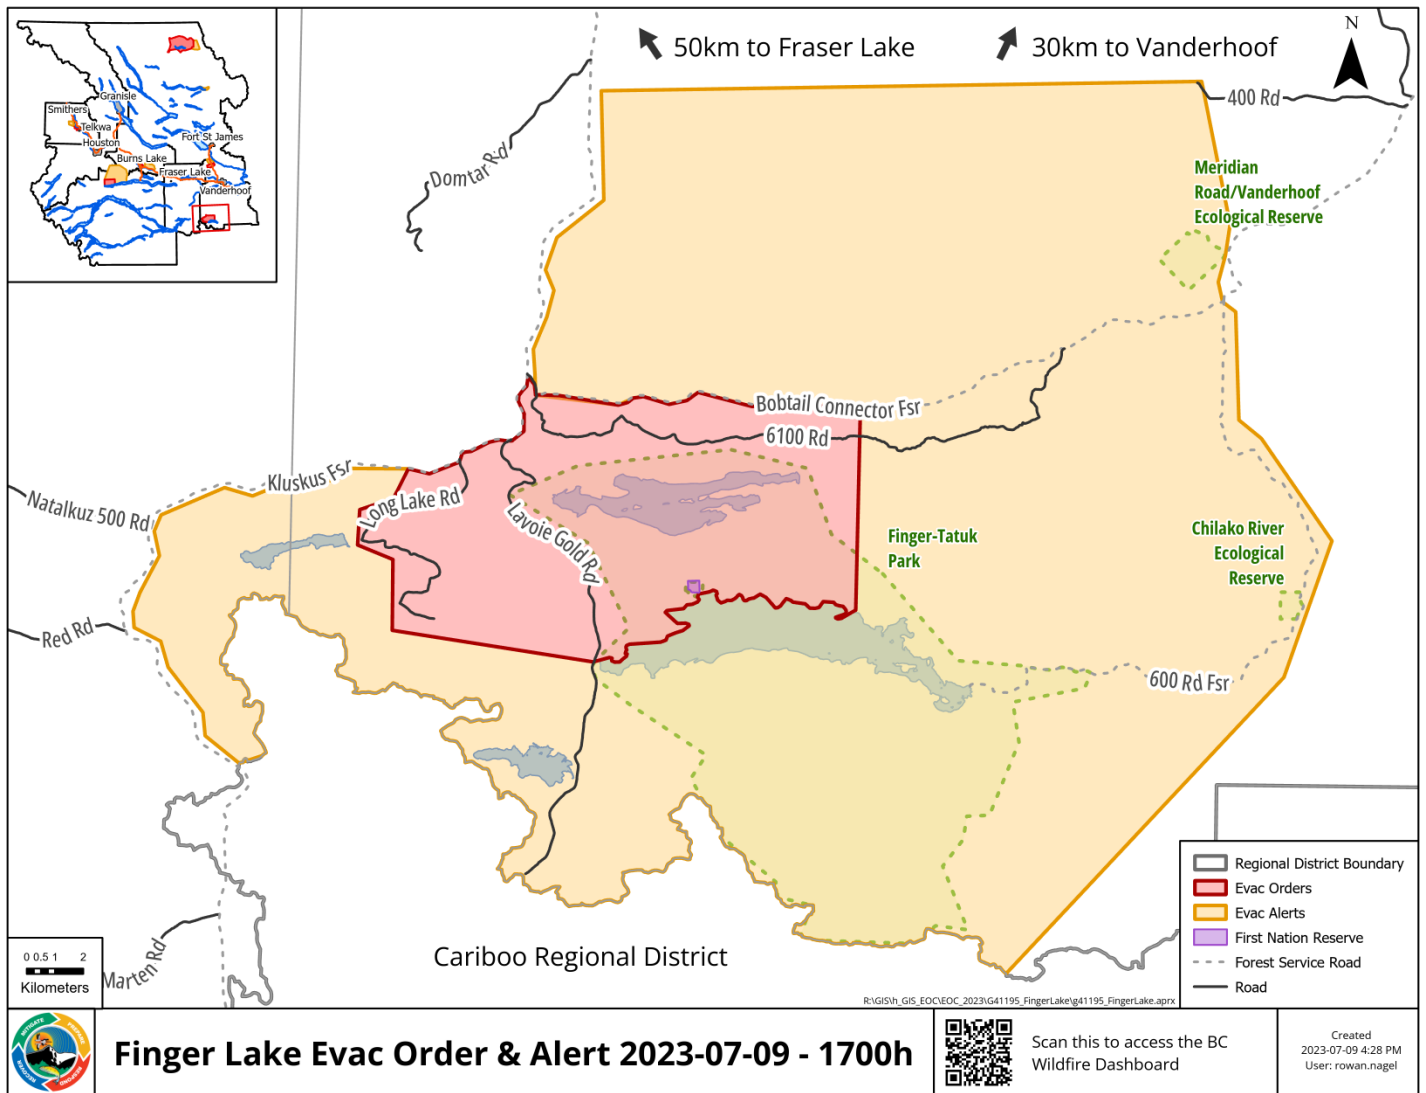 50km to Fraser Lake
30km to Vanderhoof
N
400 Rd
Granisle
Smithers
Telkwa
Houston
Fort St James
Burns Lake
Fraser Lake
Vanderhoof
Domtar Rd
Meridian
Road/Vanderhoof
Ecological Reserve
Bobtail Connector Fsr
6100 Rd
Kluskus Fsr
Natalkuz 500 Rd
Long Lake Rd
Lavoie Gold Rd
Finger-Tatuk
Park
Chilako River
Ecological
Reserve
Red Rd
600 Rd Fsr
Marten Rd
Cariboo Regional District
Regional District Boundary
Evac Orders
Evac Alerts
First Nation Reserve
Forest Service Road
Road
0 0.5 1 2
Kilometers
R:\GIS\h_GIS_EOC\EOC_2023\G41195_FingerLake\g41195_FingerLake.aprx
MITIGATE
PREPARE
RESPOND
RECOVER
Finger Lake Evac Order & Alert 2023-07-09 - 1700h
Scan this to access the BC
Wildfire Dashboard
Created
2023-07-09 4:28 PM
User: rowan.nagel